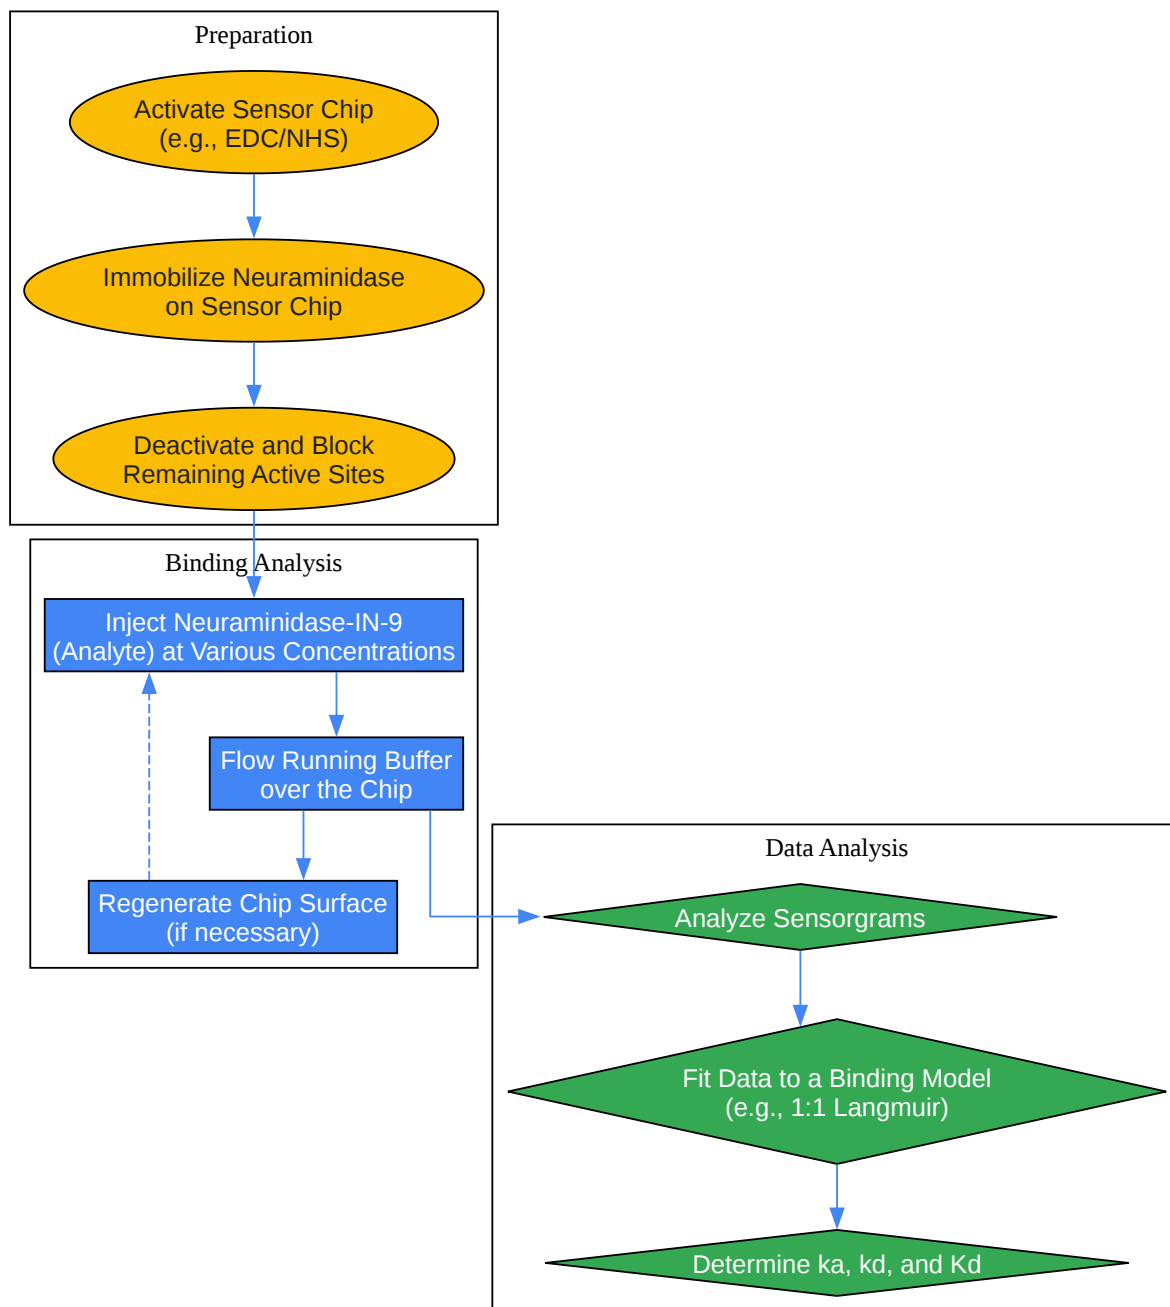 Preparation
Activate Sensor Chip
(e.g., EDC/NHS)
Immobilize Neuraminidase
on Sensor Chip
Deactivate and Block
Remaining Active Sites
Binding Analysis
Inject Neuraminidase-IN-9
(Analyte) at Various Concentrations
Flow Running Buffer
over the Chip
Regenerate Chip Surface
(if necessary)
Data Analysis
Analyze Sensorgrams
Fit Data to a Binding Model
(e.g., 1:1 Langmuir)
Determine ka, kd, and Kd